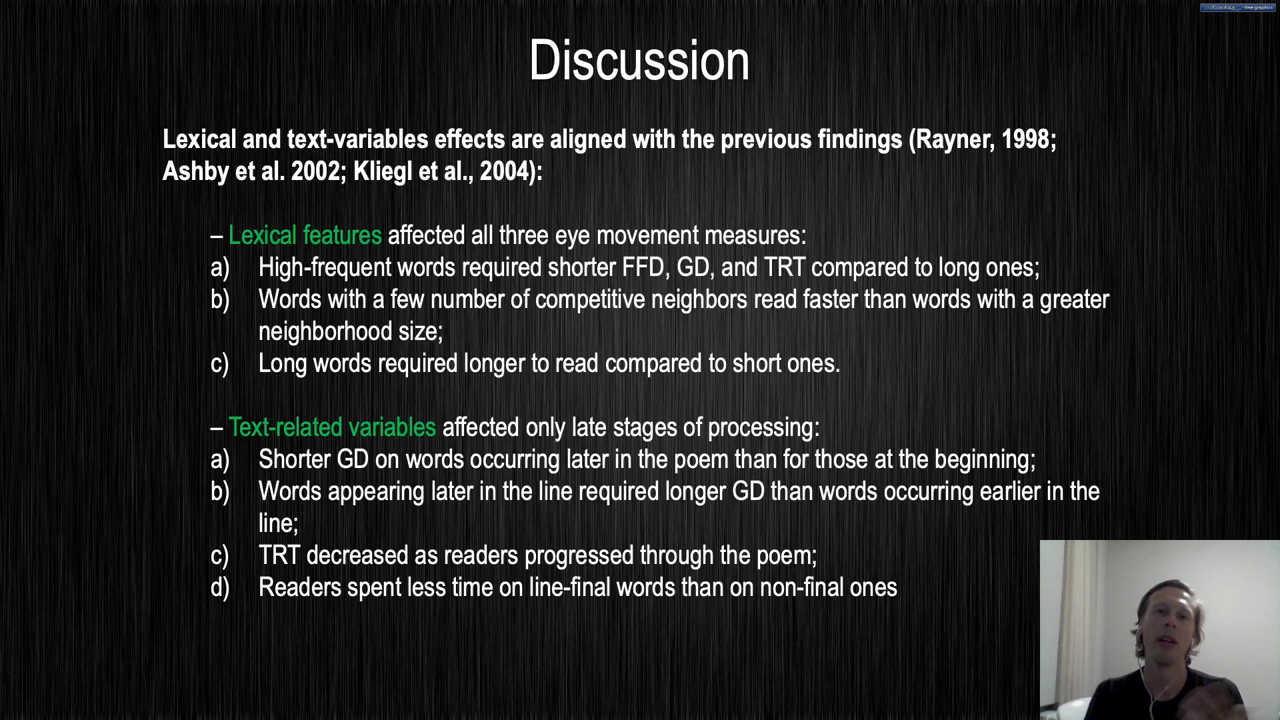 Discussion
Lexical and text-variables effects are aligned with the previous findings (Rayner, 1998;
Ashby et al. 2002; Kliegl et al., 2004):
– Lexical features affected all three eye movement measures:
a) High-frequent words required shorter FFD, GD, and TRT compared to long ones;
b) Words with a few number of competitive neighbors read faster than words with a greater
neighborhood size;
c) Long words required longer to read compared to short ones.
– Text-related variables affected only late stages of processing:
a) Shorter GD on words occurring later in the poem than for those at the beginning;
b) Words appearing later in the line required longer GD than words occurring earlier in the
line;
c) TRT decreased as readers progressed through the poem;
d) Readers spent less time on line-final words than on non-final ones